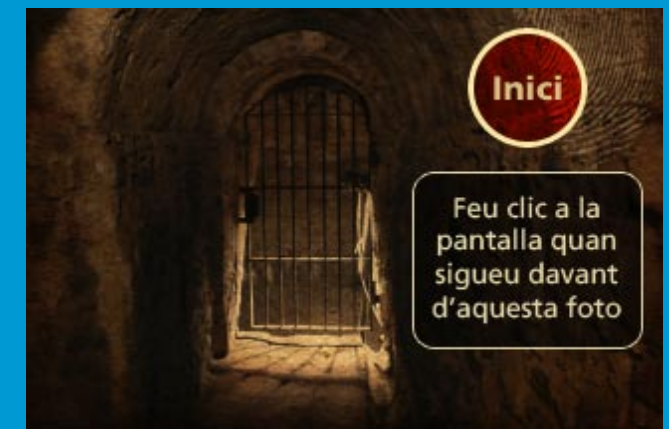 Inici
Feu clic a la
pantalla quan
sigueu davant
d’aquesta foto